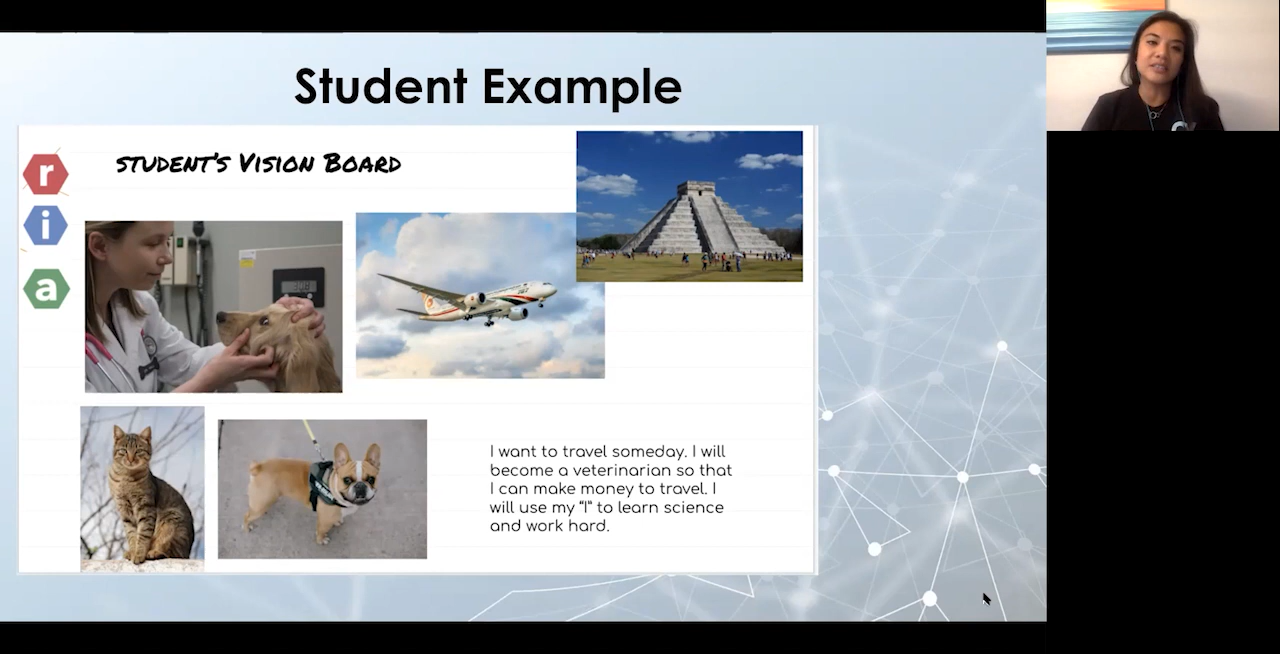 Student Example
STUDENT'S VISION BOARD
r
i
a
I want to travel someday. I will
become a veterinarian so that
I can make money to travel. I
will use my "I" to learn science
and work hard.